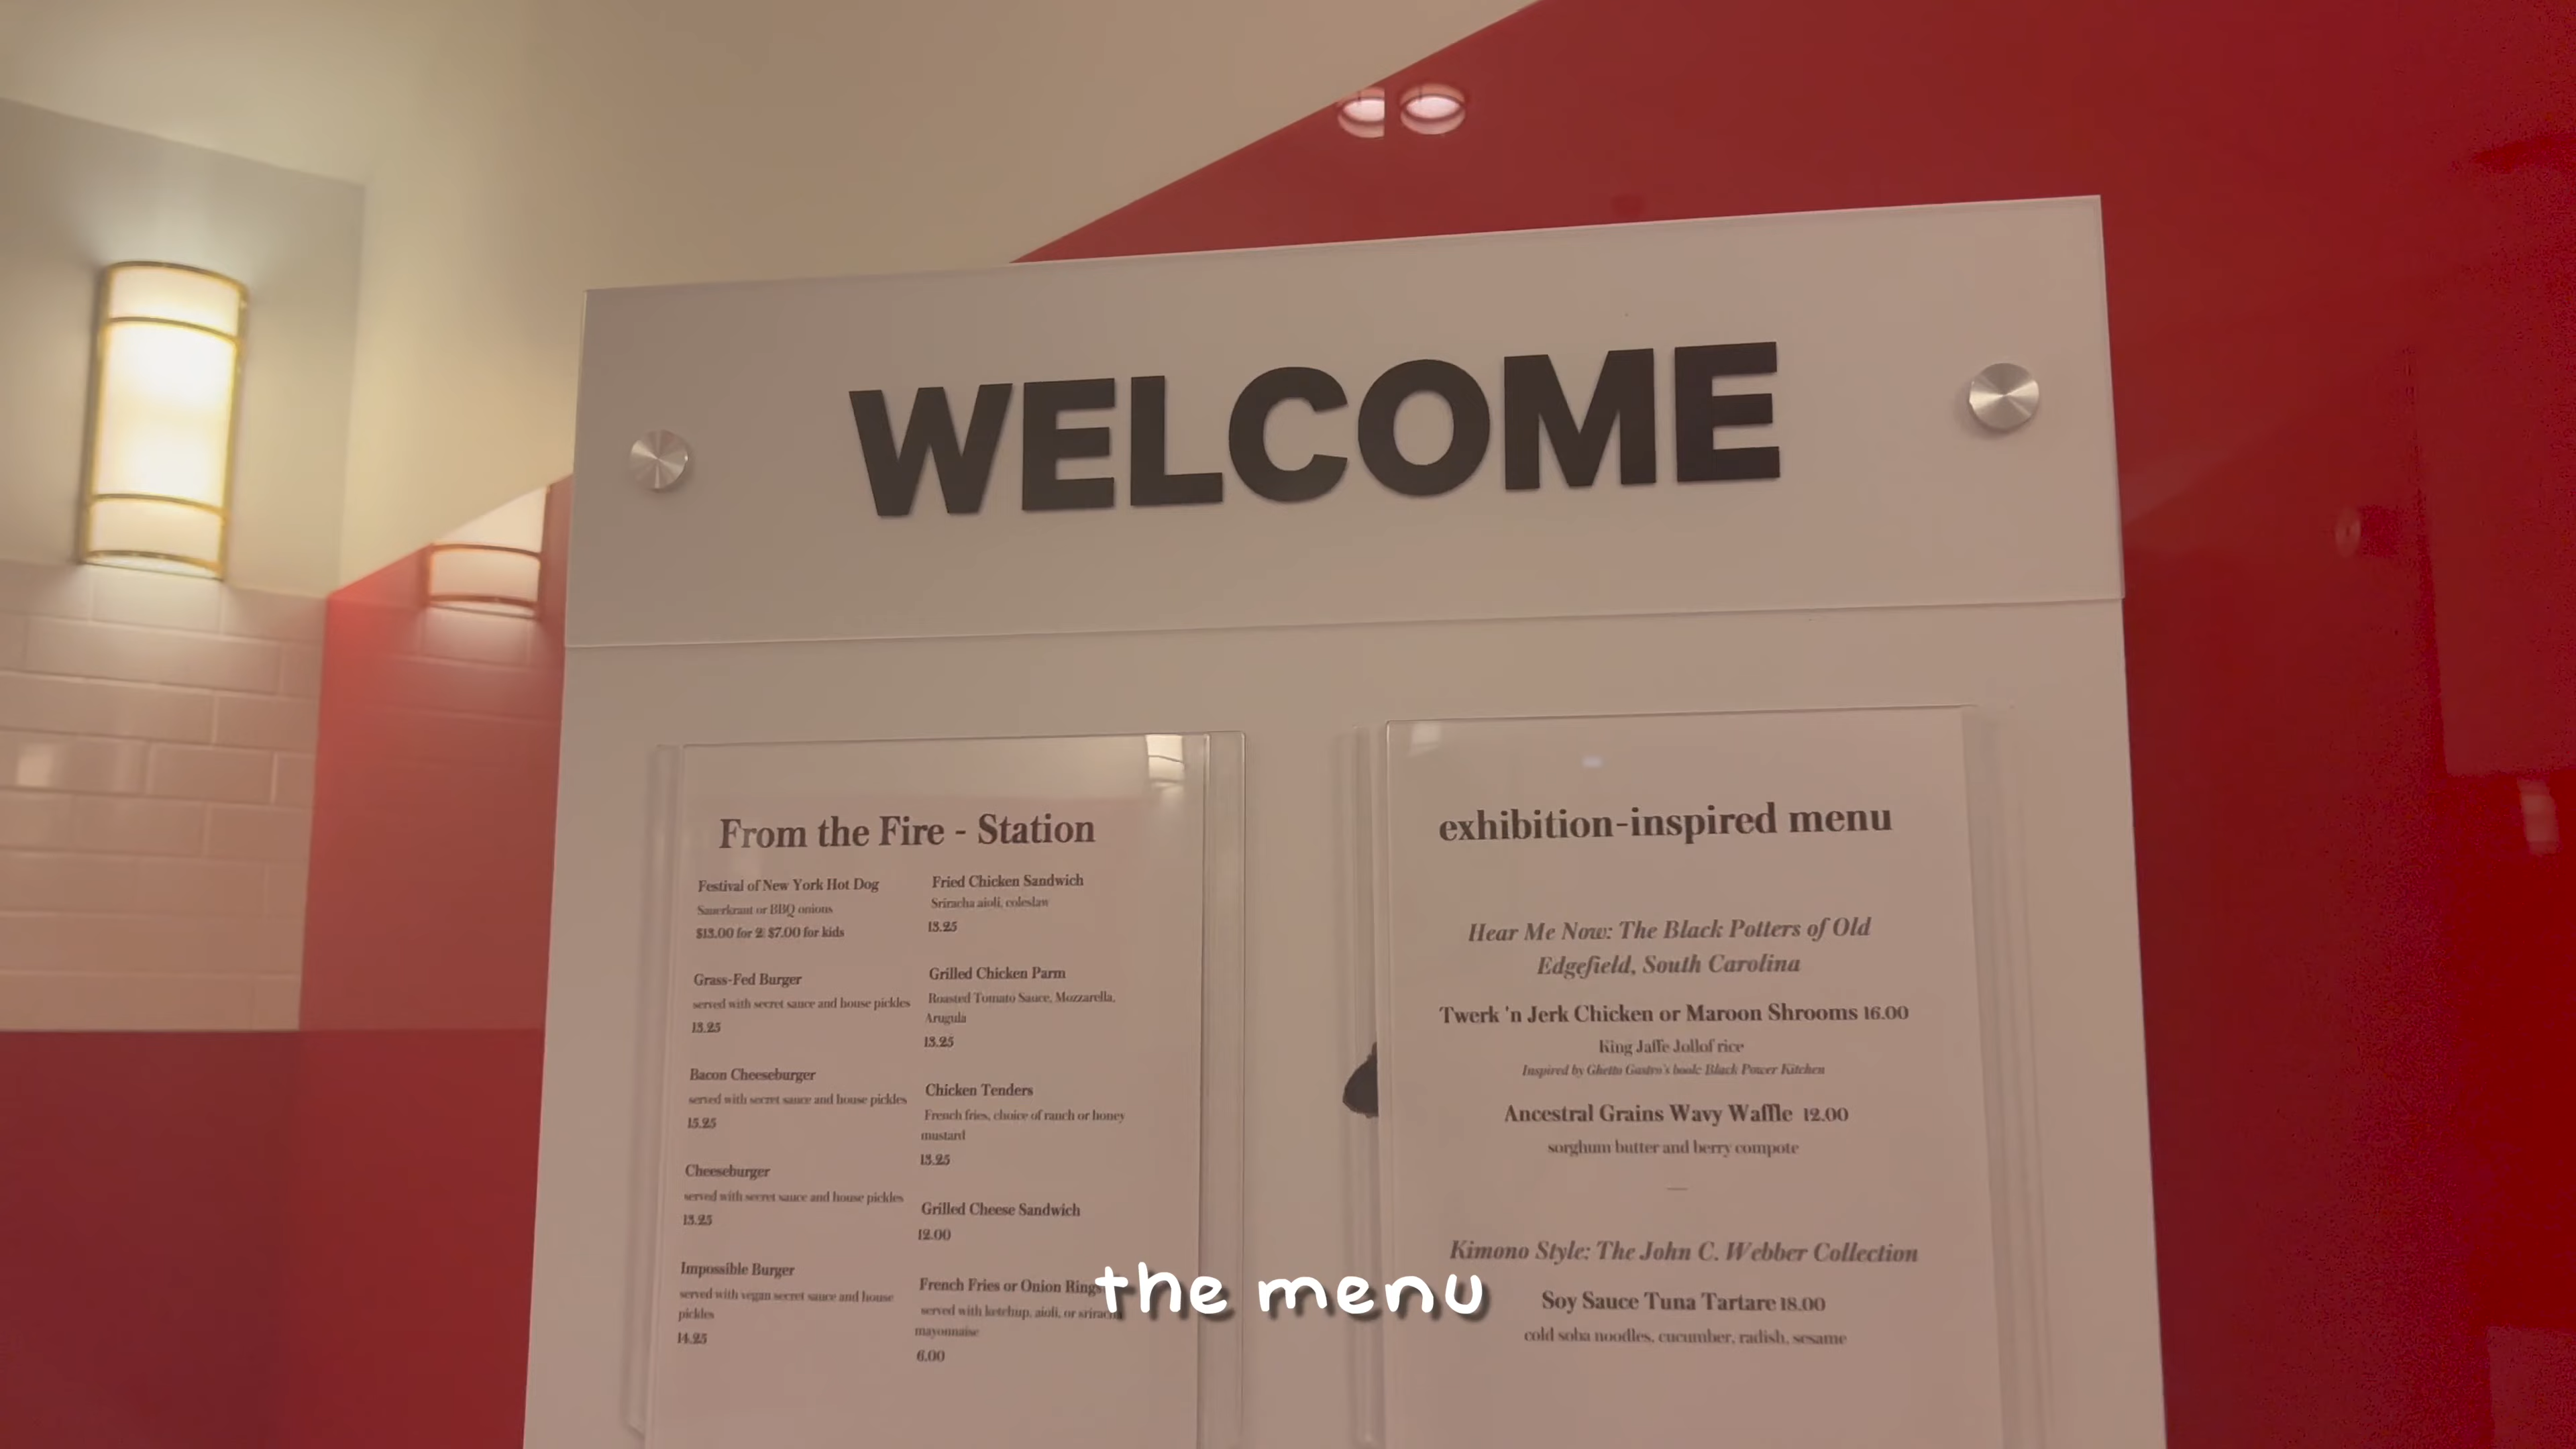 WELCOME
From the Fire - Station
Festival of New York Hot Dog
Sauerkraut or BBQ onions
$13.00 for 2| $7.00 for kids
Grass-Fed Burger
served with secret sauce and house pickles
13.25
Bacon Cheeseburger
served with secret sauce and house pickles
15.25
Cheeseburger
served with secret sauce and house pickles
13.25
Impossible Burger
served with vegan secret sauce and house
pickles
14.25
Fried Chicken Sandwich
Sriracha aioli, coleslaw
13.25
Grilled Chicken Parm
Roasted Tomato Sauce, Mozzarella,
Arugula
13.25
Chicken Tenders
French fries, choice of ranch or honey
mustard
13.25
Grilled Cheese Sandwich
12.00
French Fries or Onion Rings
served with ketchup, aioli, or sriracha
mayonnaise
6.00
exhibition-inspired menu
Hear Me Now: The Black Potters of Old
Edgefield, South Carolina
Twerk 'n Jerk Chicken or Maroon Shrooms 16.00
King Jaffe Jollof rice
Inspired by Ghetto Gastro's book: Black Power Kitchen
Ancestral Grains Wavy Waffle 12.00
sorghum butter and berry compote
Kimono Style: The John C. Webber Collection
Soy Sauce Tuna Tartare 18.00
cold soba noodles, cucumber, radish, sesame
the menu